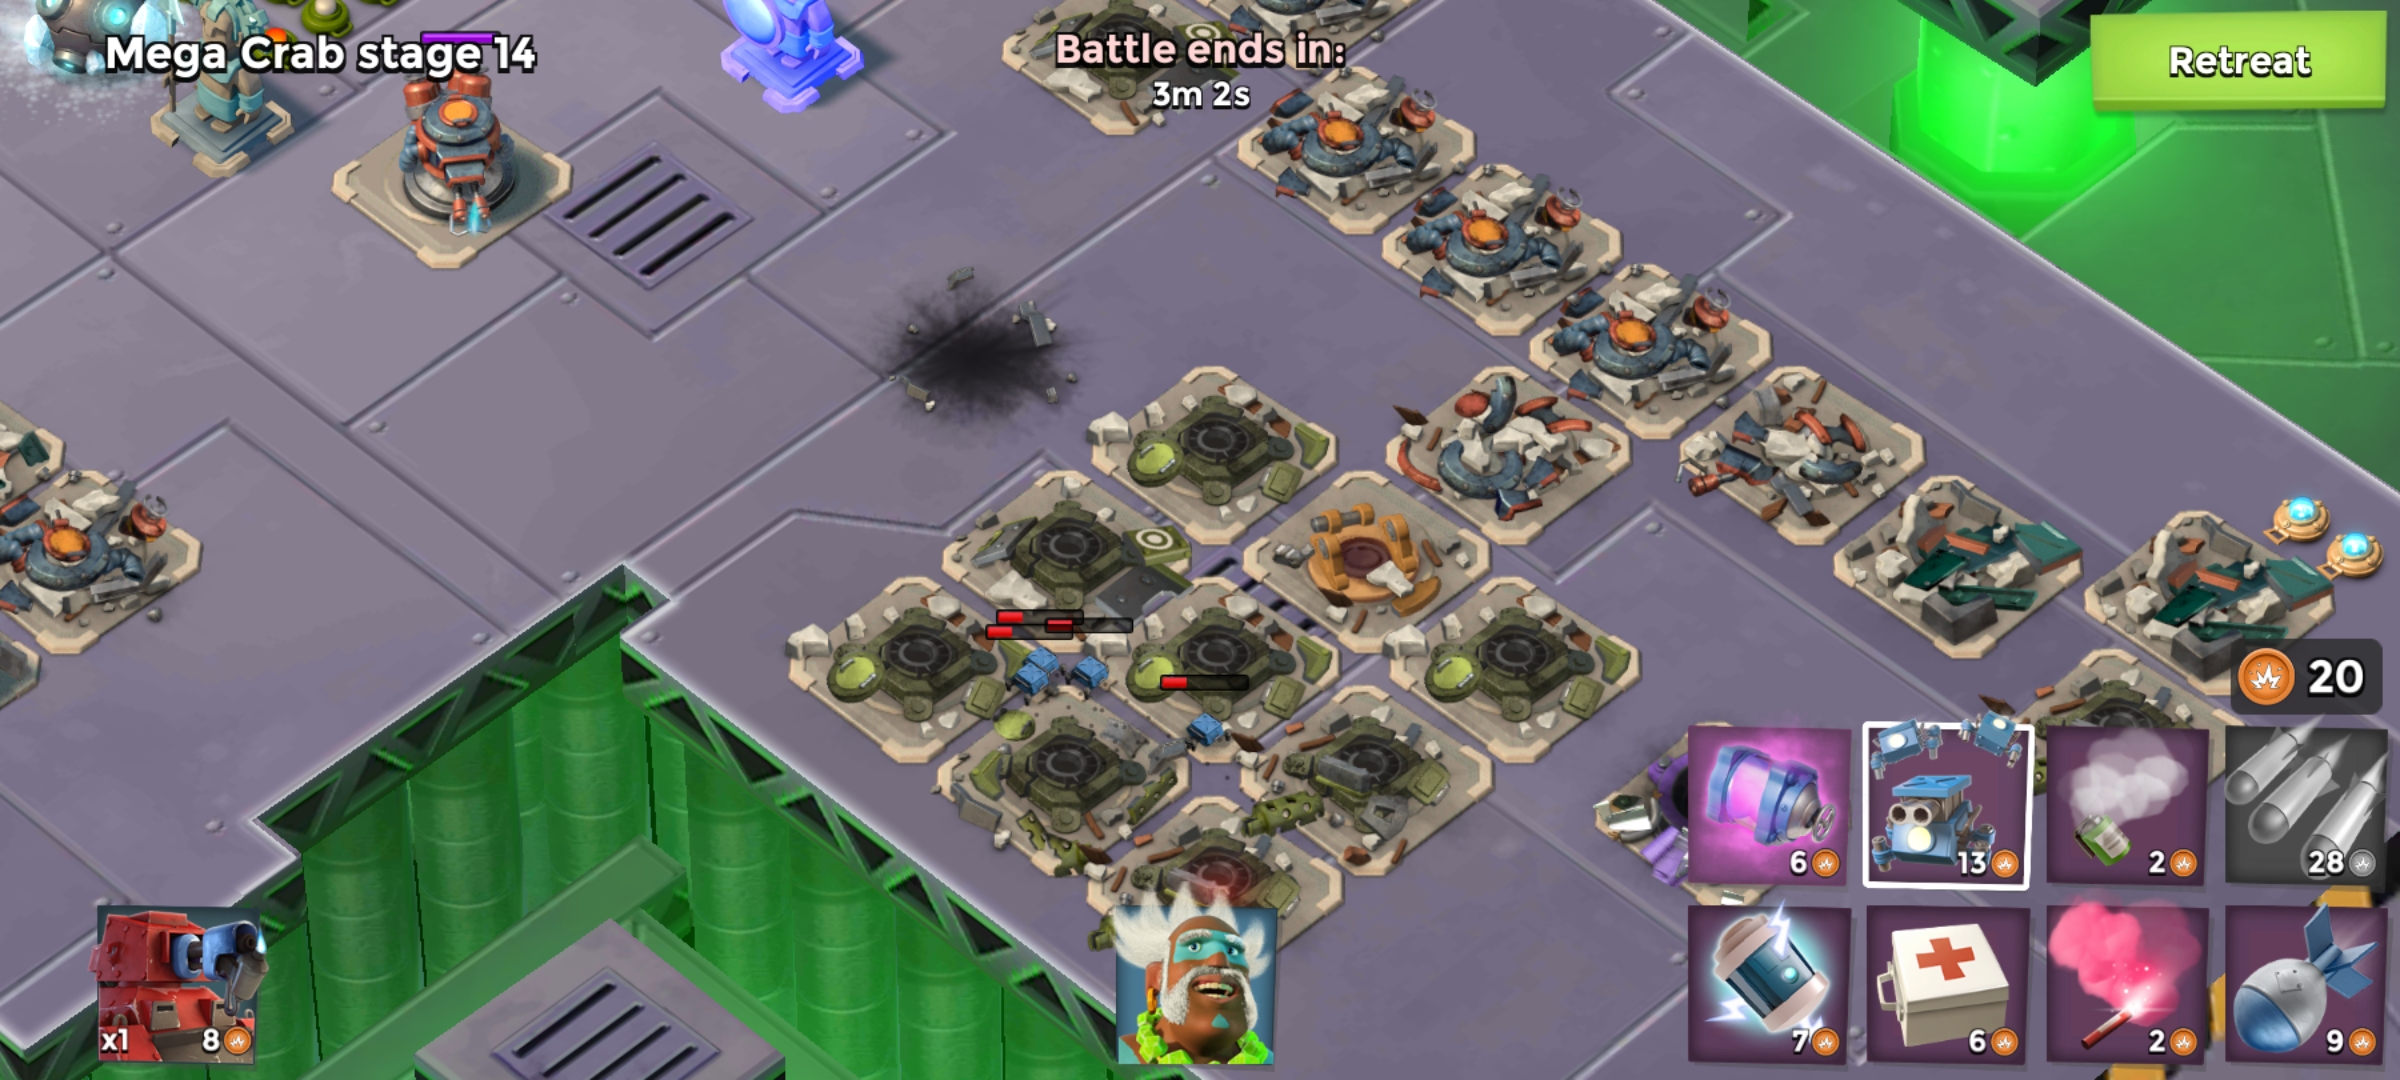 Mega Crab stage 14
Battle ends in:
3m 2s
Retreat
20
6
13
2
28
x1
8
7
6
2
9